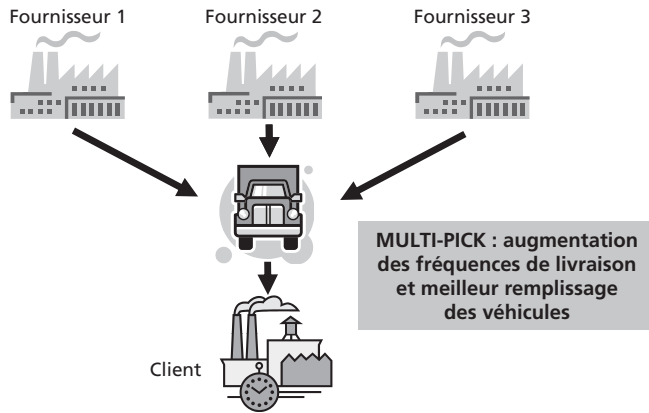 Fournisseur 1
Fournisseur 2
Fournisseur 3
MULTI-PICK : augmentation
des fréquences de livraison
et meilleur remplissage
des véhicules
Client